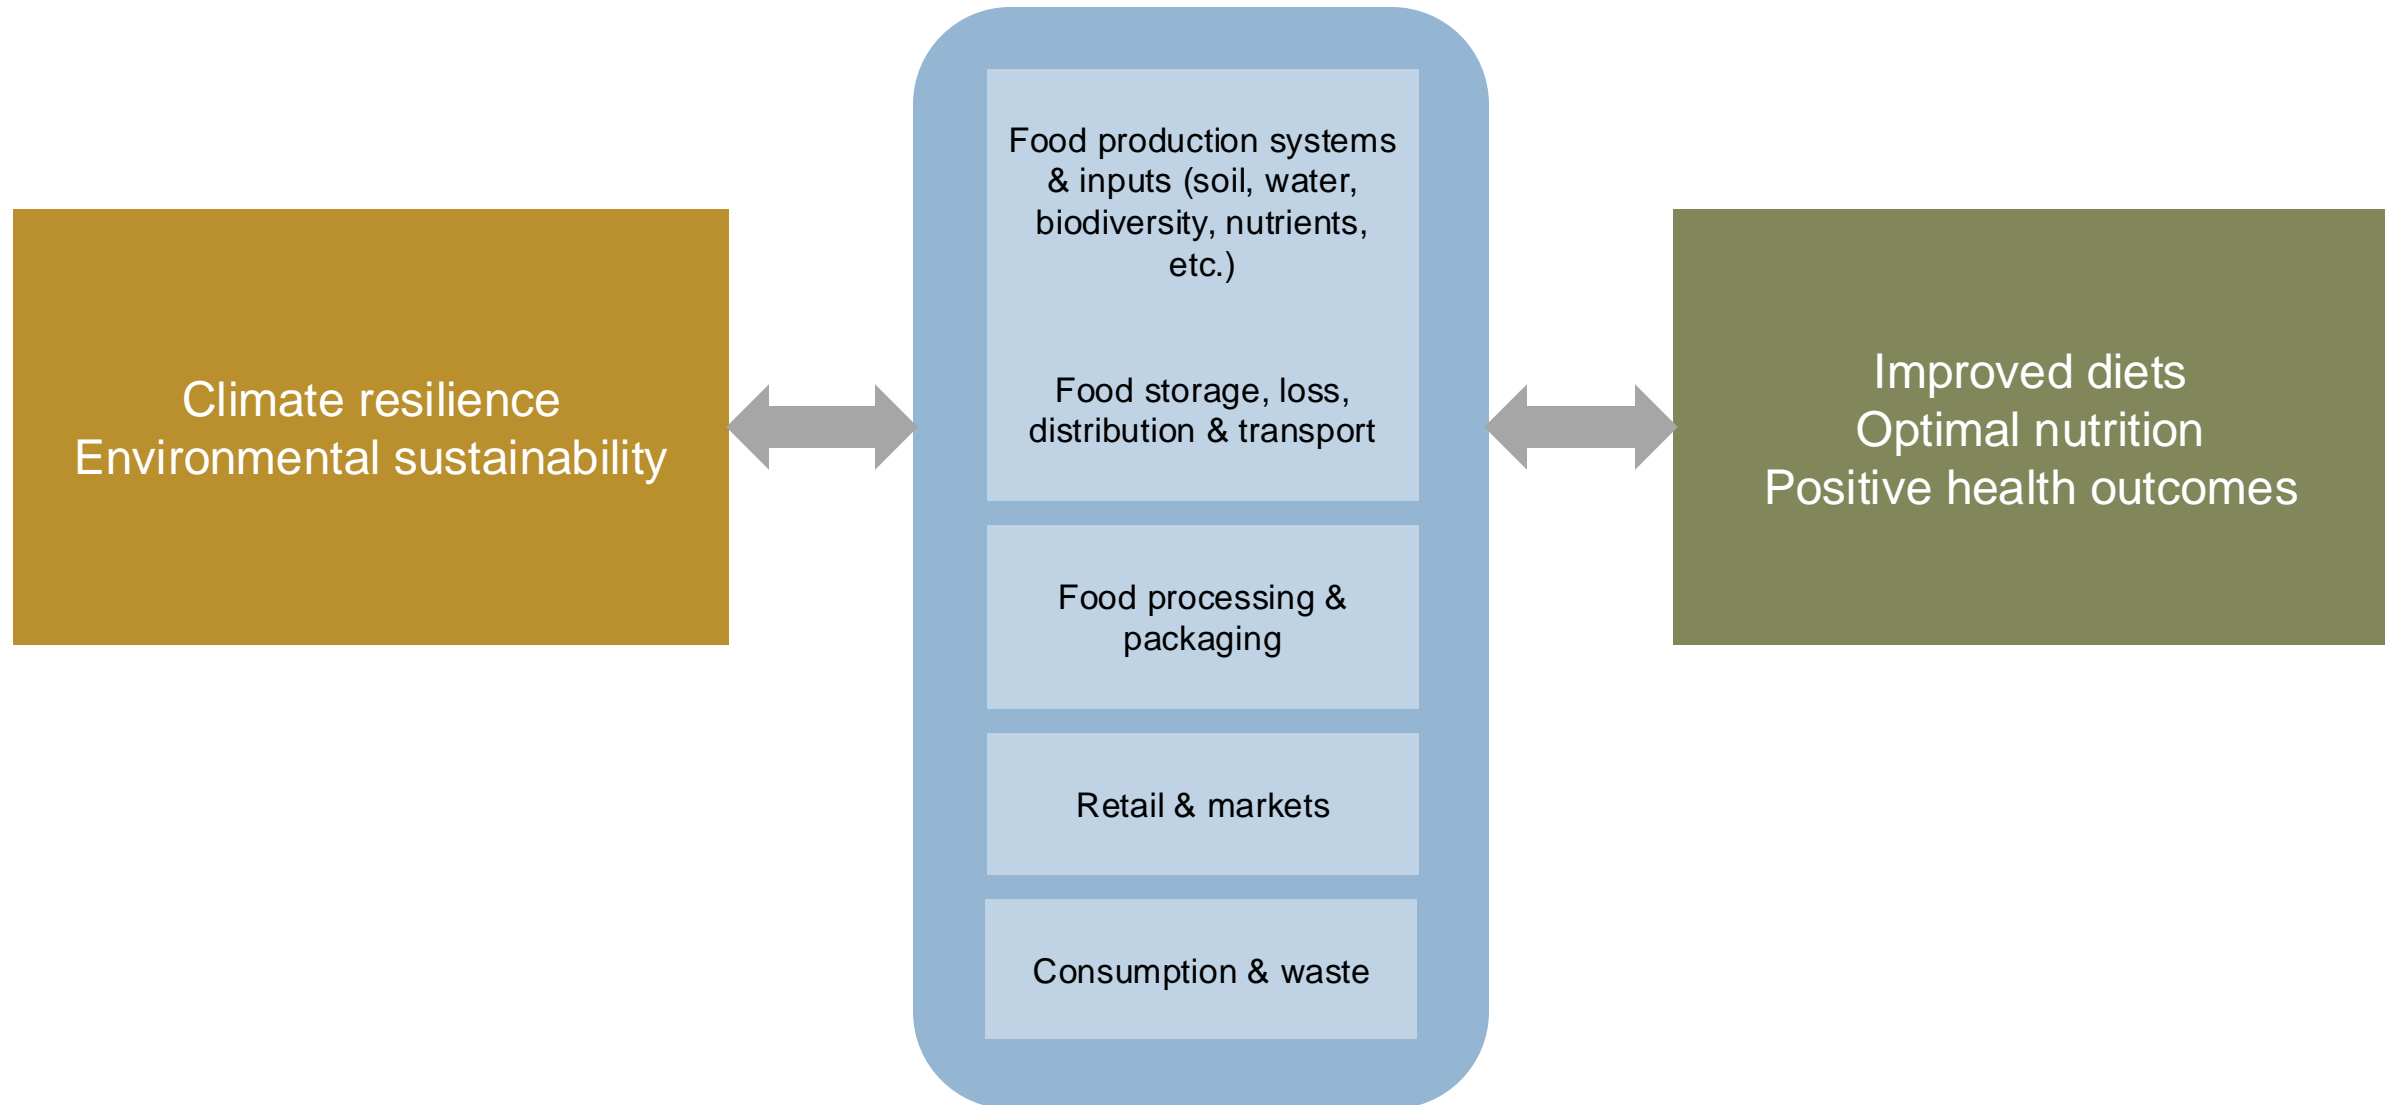 Climate resilience
Environmental sustainability
Food production systems
& inputs (soil, water,
biodiversity, nutrients,
etc.)
Food storage, loss,
distribution & transport
Food processing &
packaging
Retail & markets
Consumption & waste
Improved diets
Optimal nutrition
Positive health outcomes